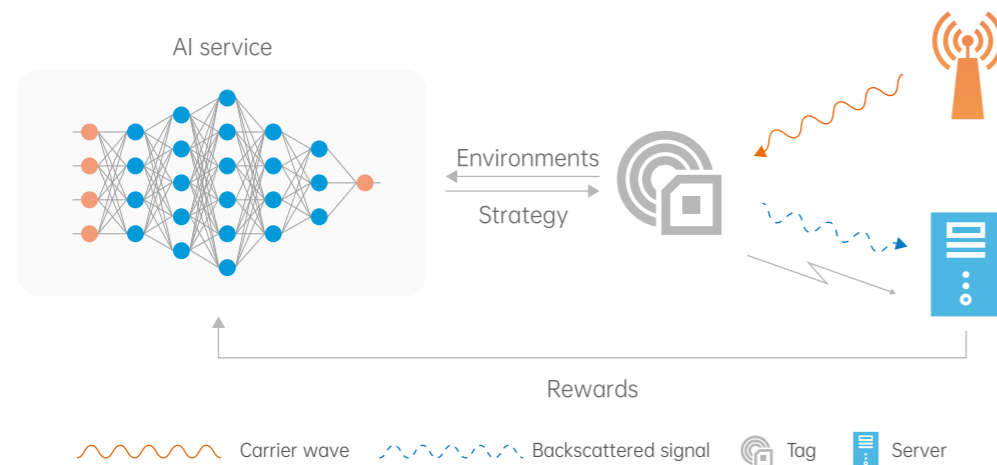 AI service
Environments
Strategy
Rewards
Carrier wave
Backscattered signal
Tag
Server